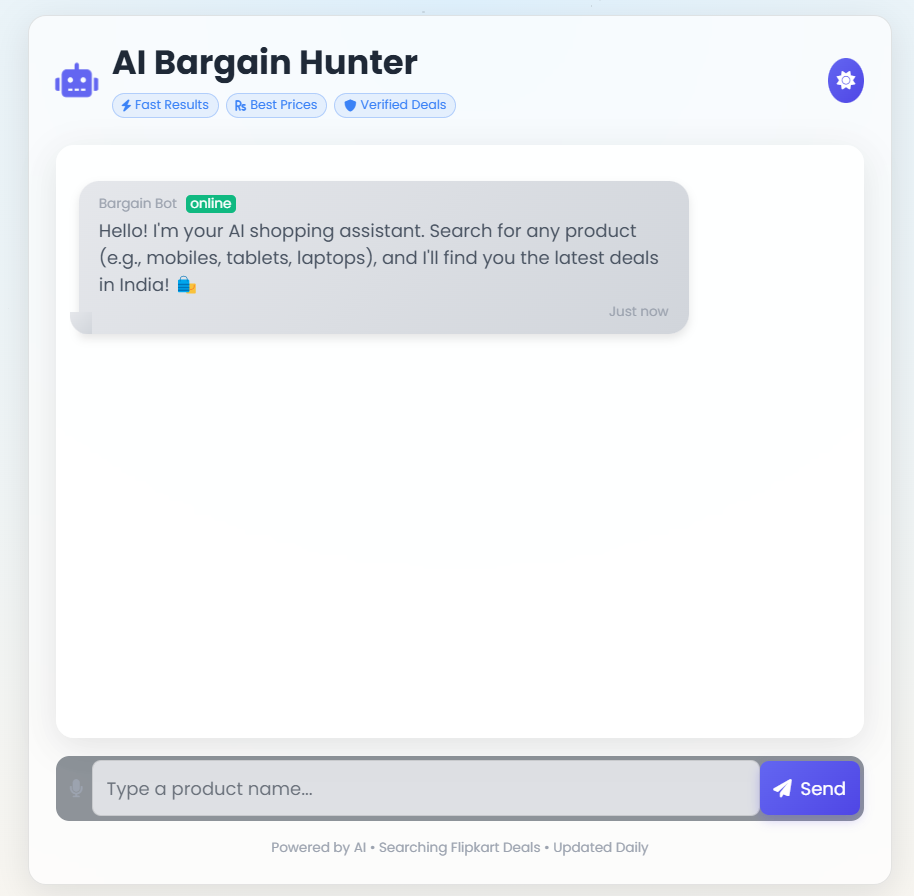 AI Bargain Hunter
Fast Results
Best Prices
Verified Deals
Bargain Bot online
Hello! I'm your AI shopping assistant. Search for any product
(e.g., mobiles, tablets, laptops), and I'll find you the latest deals
in India! 🛍️
Just now
Type a product name...
Send
Powered by AI • Searching Flipkart Deals • Updated Daily